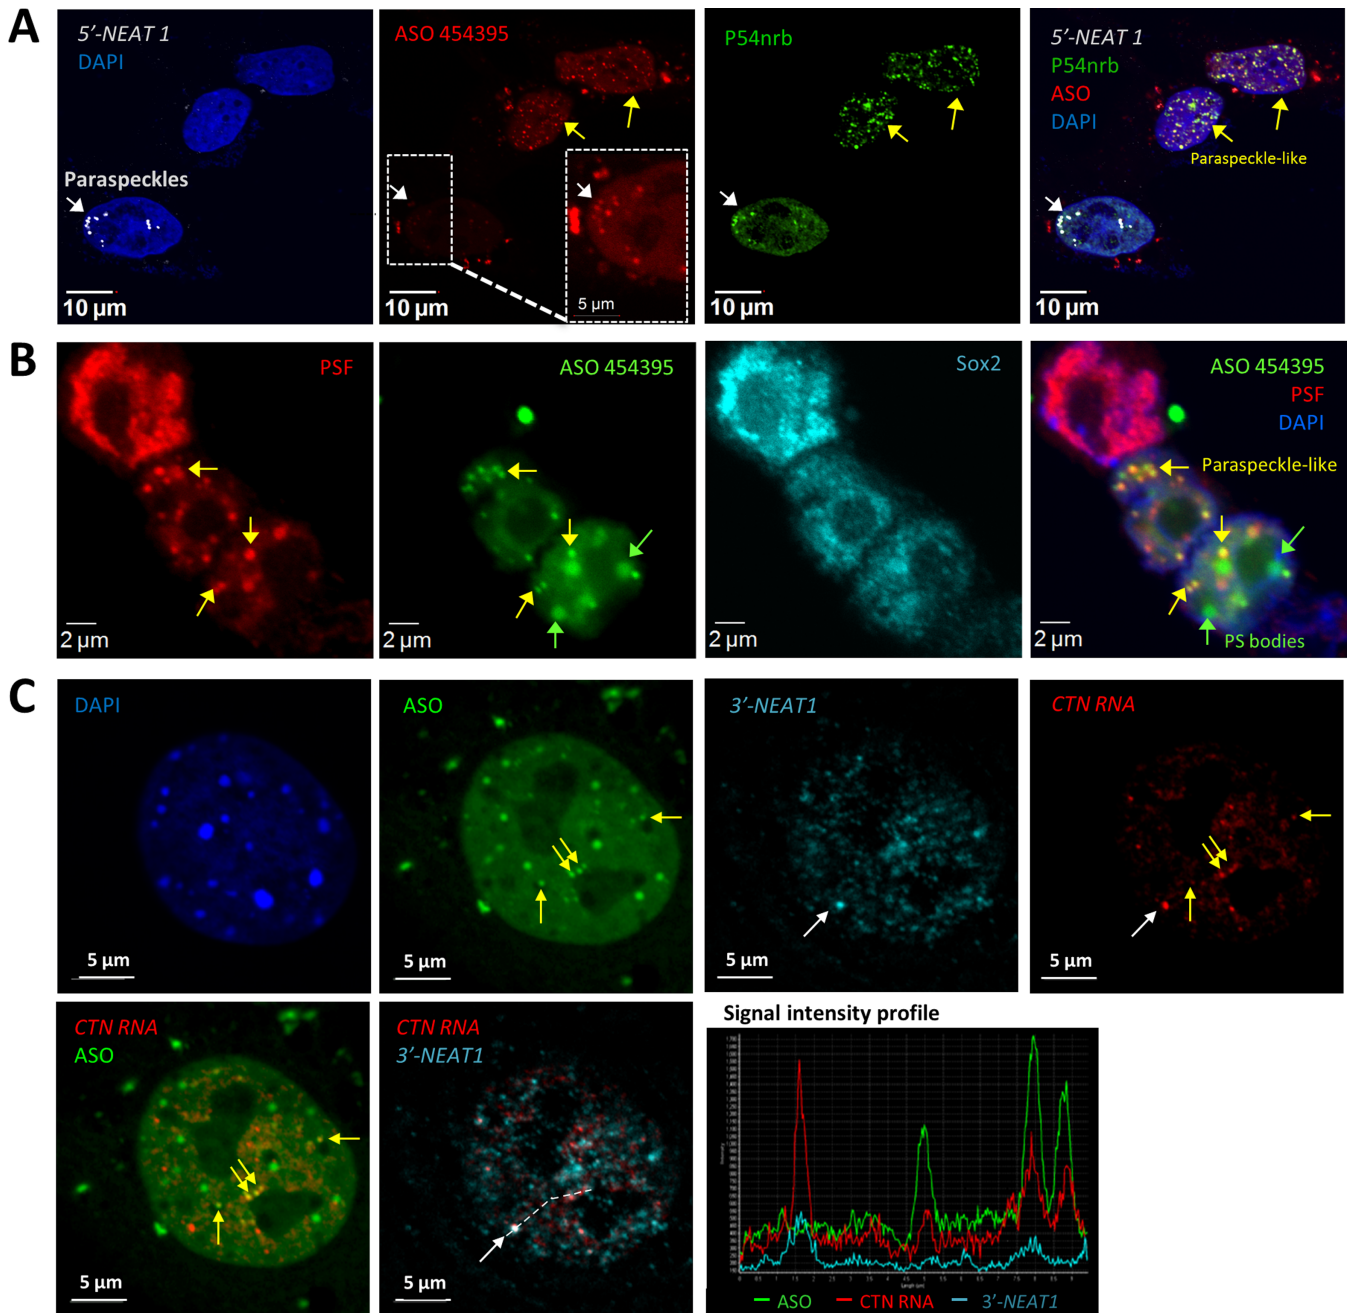 A
5’-NEAT 1
DAPI
Paraspeckles
10 µm
ASO 454395
10 µm
5 µm
P54nrb
10 µm
5’-NEAT 1
P54nrb
ASO
DAPI
Paraspeckle-like
10 µm
B
PSF
2 µm
ASO 454395
2 µm
Sox2
2 µm
ASO 454395
PSF
DAPI
Paraspeckle-like
PS bodies
2 µm
C
DAPI
5 µm
ASO
5 µm
3’-NEAT1
5 µm
CTN RNA
5 µm
CTN RNA
ASO
5 µm
CTN RNA
3’-NEAT1
5 µm
Signal intensity profile
ASO CTN RNA 3’-NEAT1